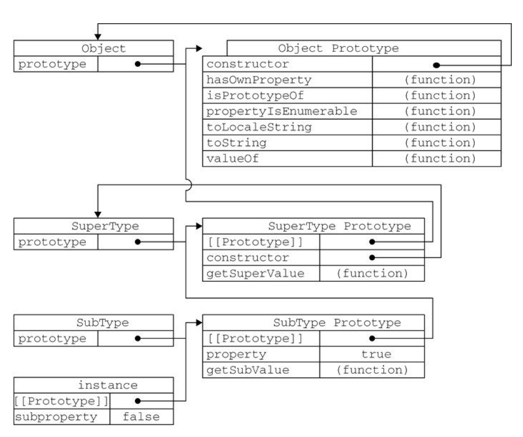 Object
prototype
Object Prototype
constructor
hasOwnProperty (function)
isPrototypeOf (function)
propertyIsEnumerable (function)
toLocaleString (function)
toString (function)
valueOf (function)
SuperType
prototype
SuperType Prototype
[[Prototype]]
constructor
getSuperValue (function)
SubType
prototype
SubType Prototype
[[Prototype]]
property true
getSubValue (function)
instance
[[Prototype]]
subproperty false